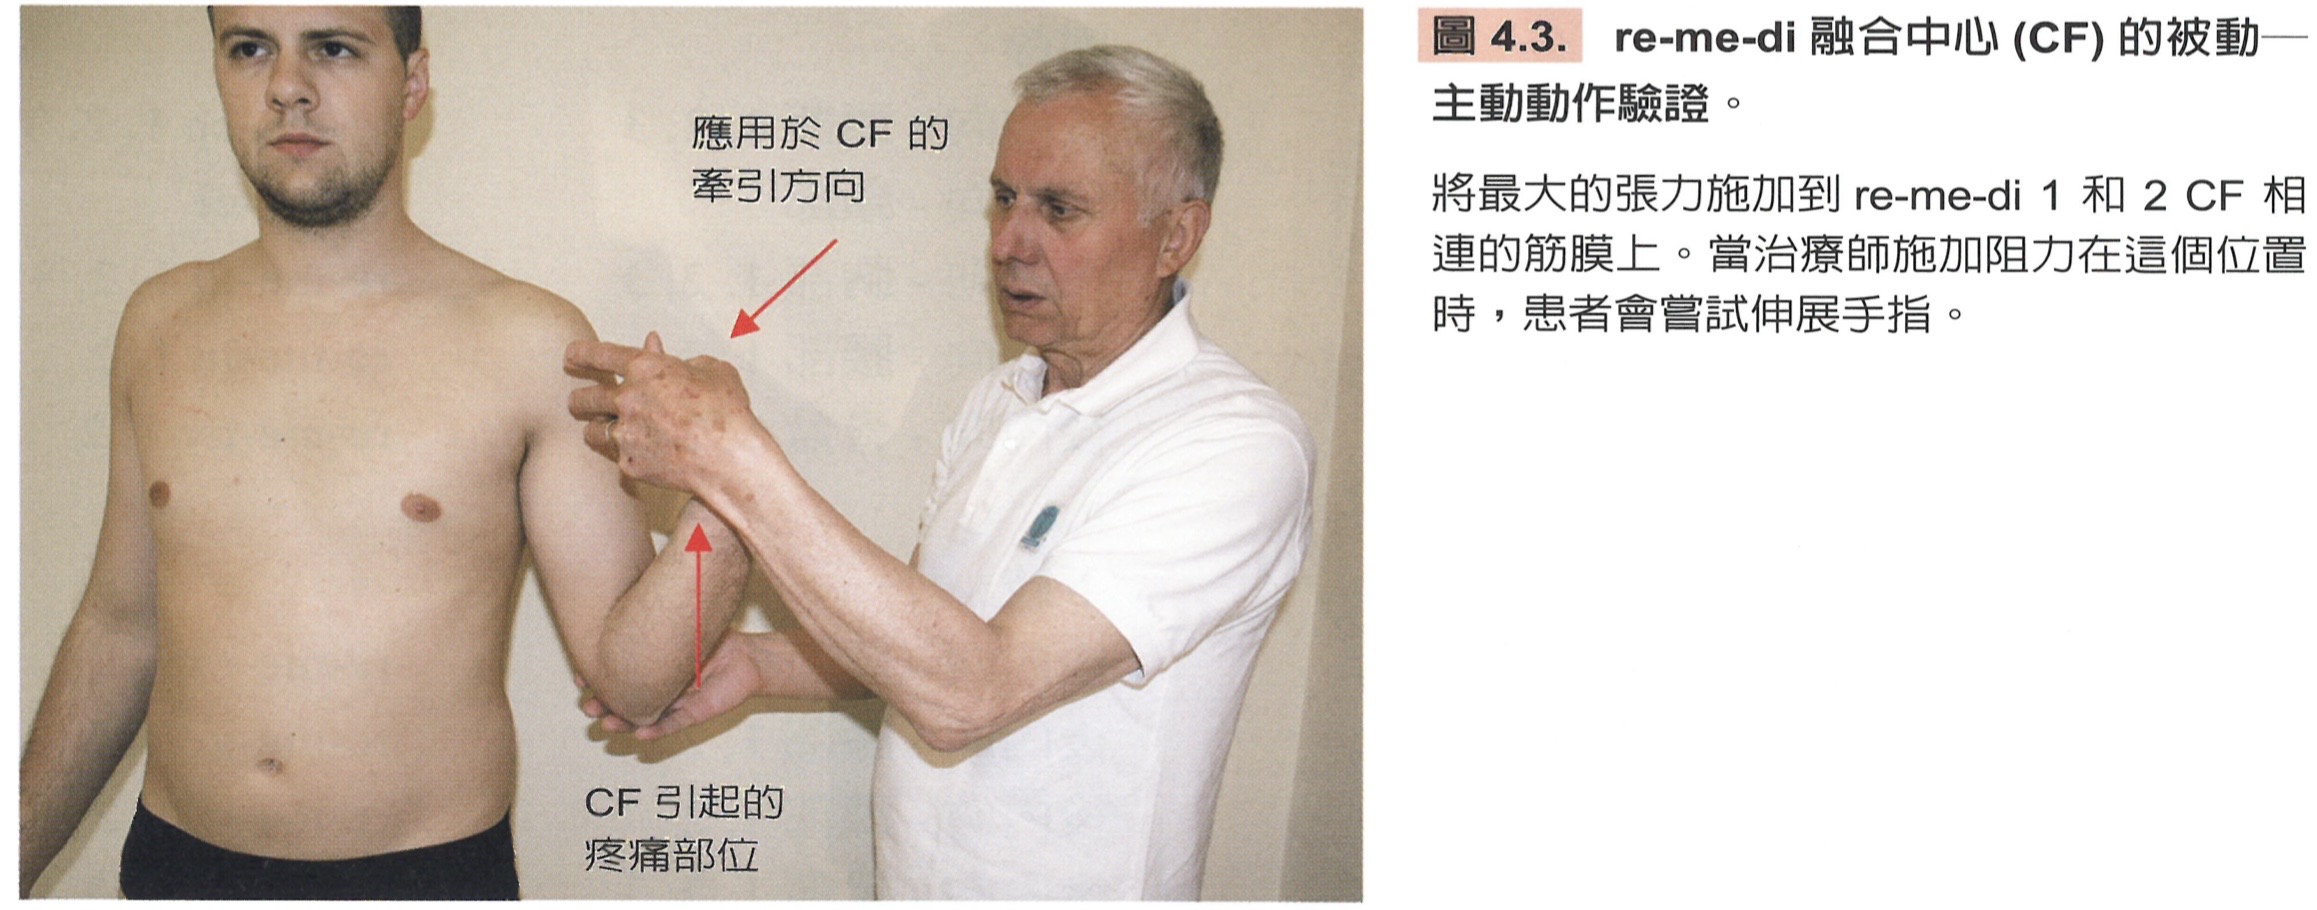 應用於 CF 的
牽引方向
CF 引起的
疼痛部位
圖 4.3. re-me-di 融合中心 (CF) 的被動—
主動動作驗證。
將最大的張力施加到 re-me-di 1 和 2 CF 相
連的筋膜上。當治療師施加阻力在這個位置
時，患者會嘗試伸展手指。